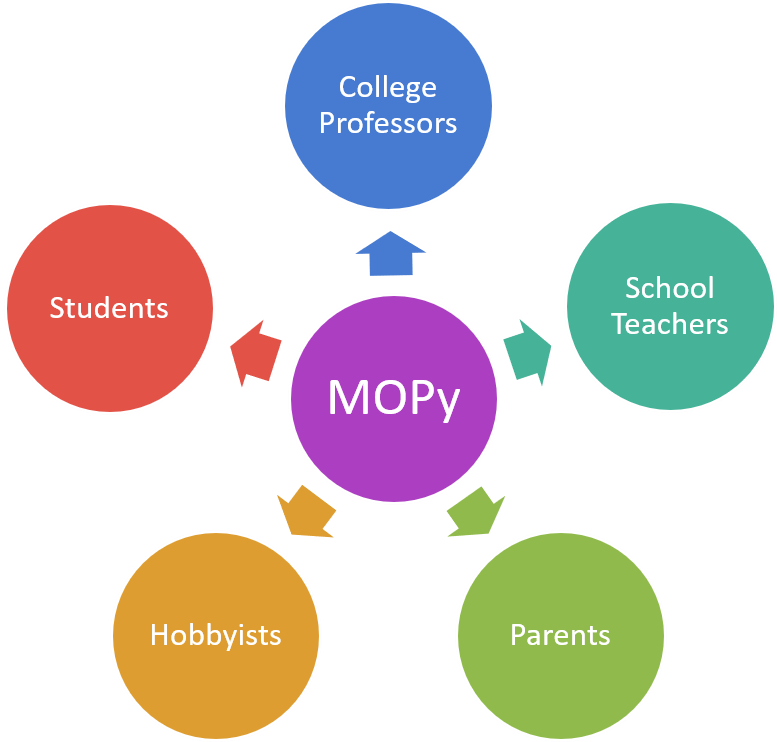 College
Professors
Students
School
Teachers
MOPy
Hobbyists
Parents